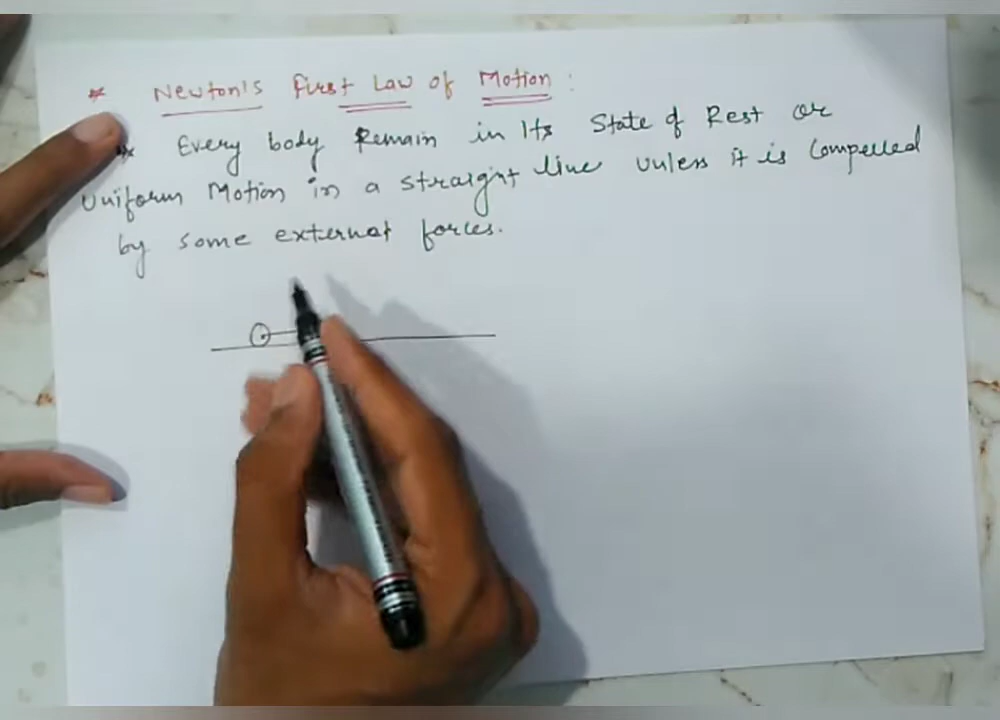 * Newton's First Law of Motion :
* Every body Remain in Its State of Rest or
Uniform Motion in a straight line unless it is Compelled
by some external forces.